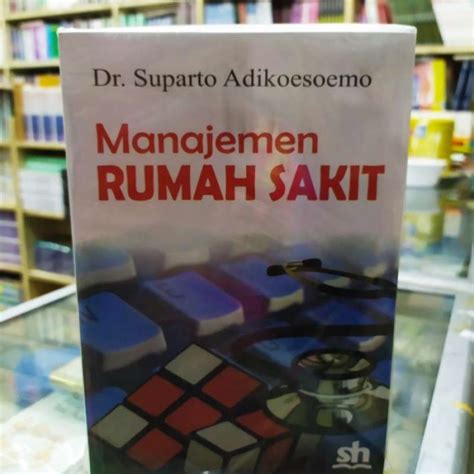 Dr. Suparto Adikoesoemo
Manajemen
RUMAH SAKIT
sh